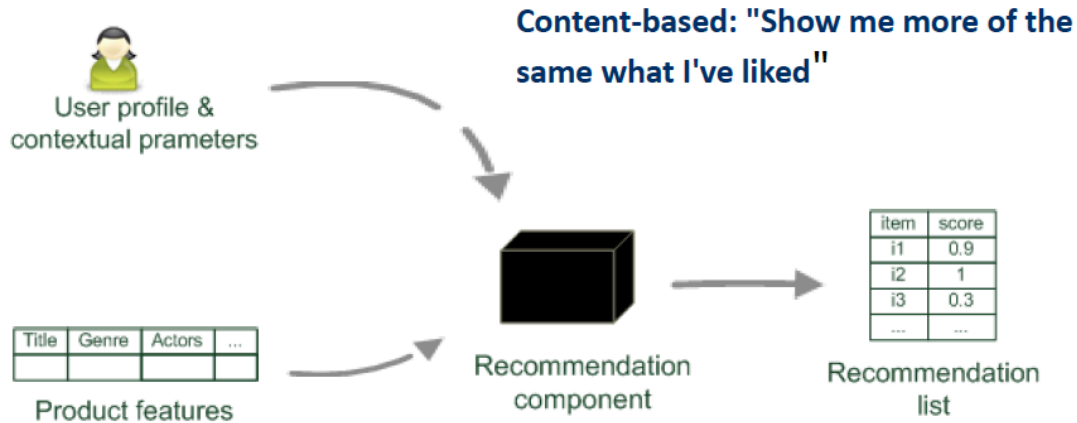 Content-based: "Show me more of the
same what I've liked"
User profile &
contextual prameters
Title Genre Actors ...
Product features
Recommendation
component
item score
i1 0.9
i2 1
i3 0.3
... ...
Recommendation
list